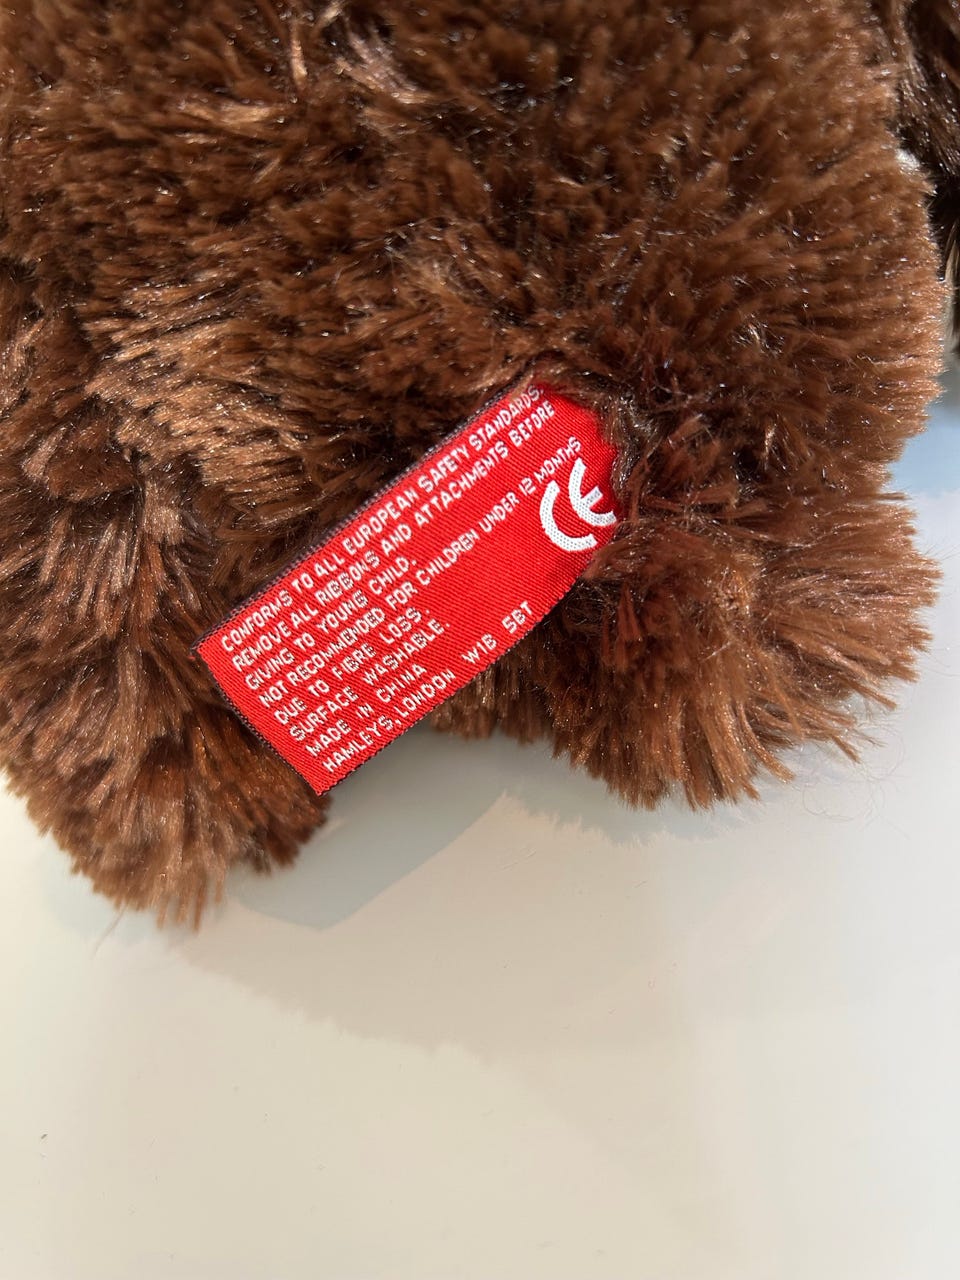 CONFORMS TO ALL EUROPEAN SAFETY STANDARDS.
REMOVE ALL RIBBONS AND ATTACHMENTS BEFORE
GIVING TO YOUNG CHILD.
NOT RECOMMENDED FOR CHILDREN UNDER 12 MONTHS
DUE TO FIBRE LOSS.
SURFACE WASHABLE.
MADE IN CHINA
HAMLEYS, LONDON W1B 5BT
CE